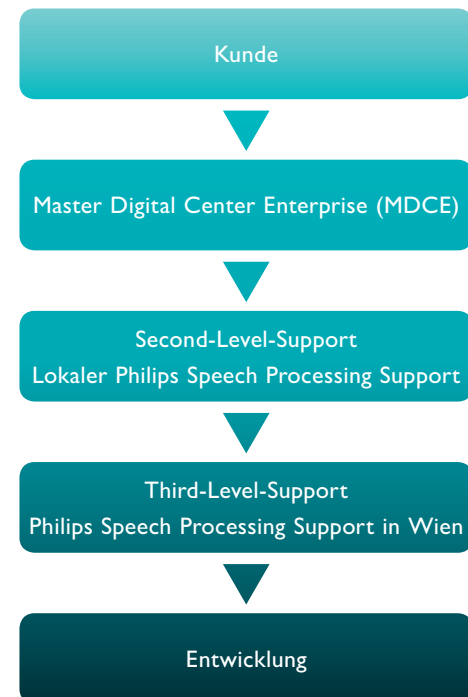 Kunde
Master Digital Center Enterprise (MDCE)
Second-Level-Support
Lokaler Philips Speech Processing Support
Third-Level-Support
Philips Speech Processing Support in Wien
Entwicklung